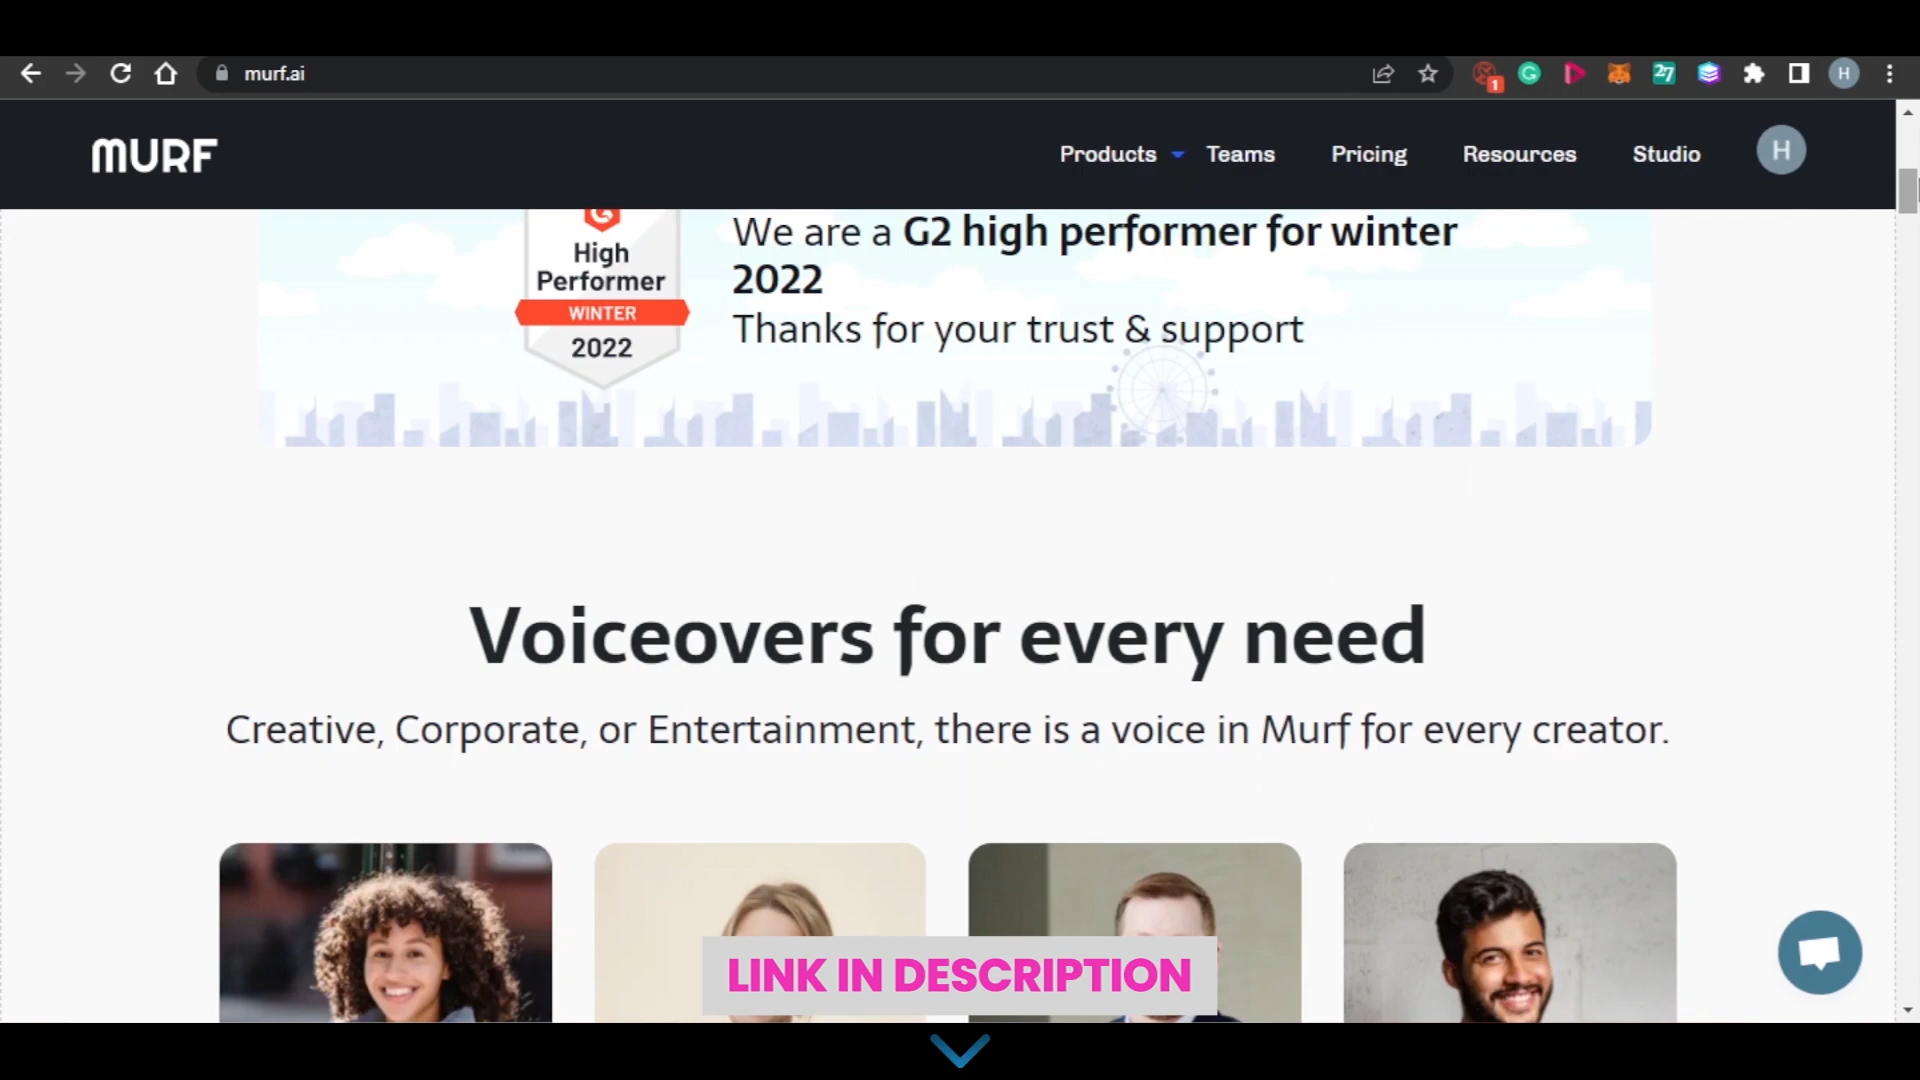 murf.ai
1
27
H
MURF
Products
Teams
Pricing
Resources
Studio
H
High
Performer
WINTER
2022
We are a G2 high performer for winter
2022
Thanks for your trust & support
Voiceovers for every need
Creative, Corporate, or Entertainment, there is a voice in Murf for every creator.
LINK IN DESCRIPTION